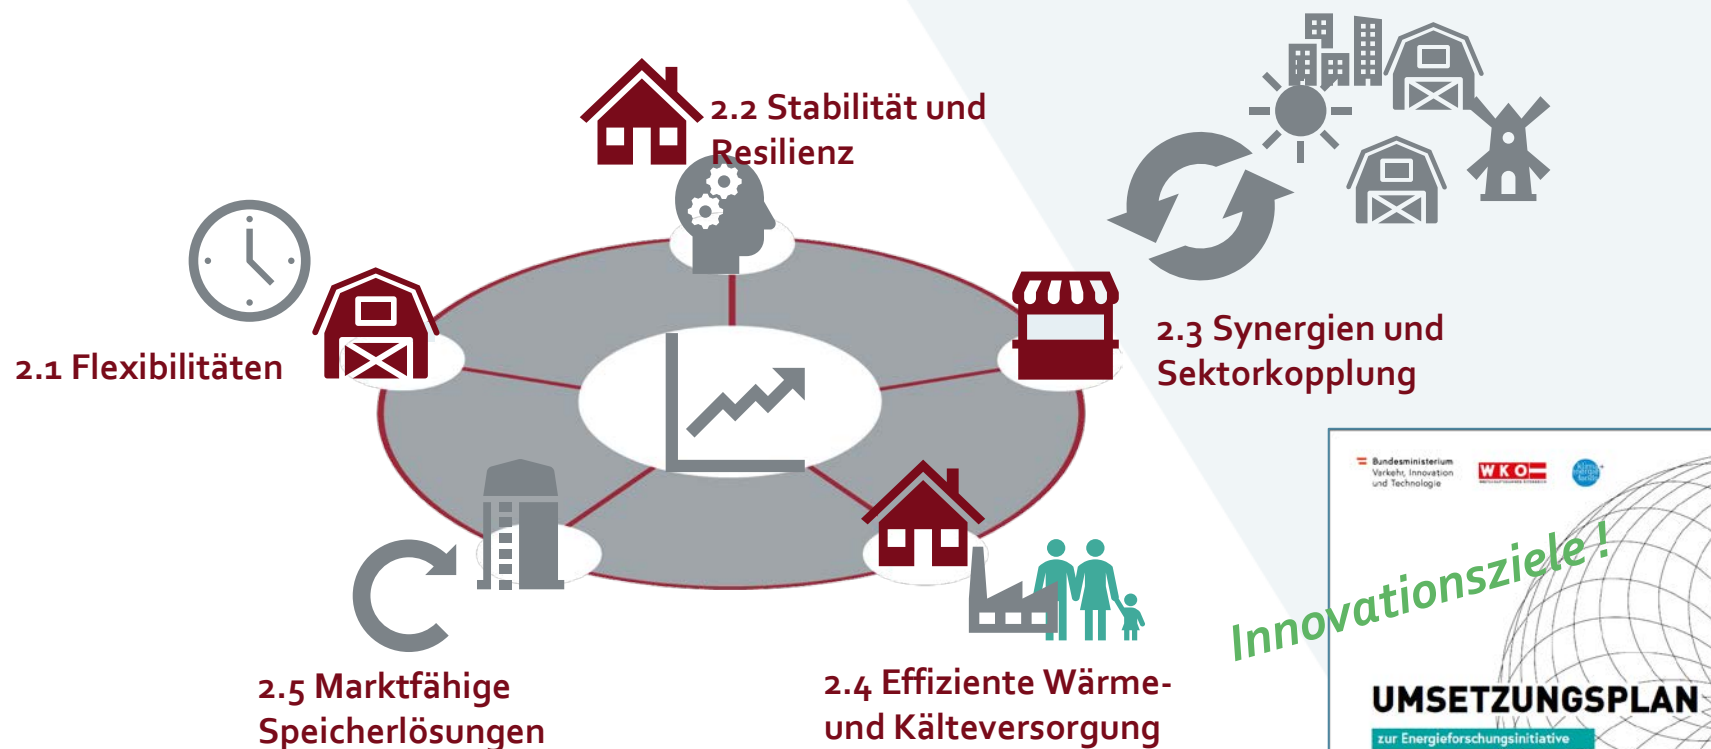 2.2 Stabilität und
Resilienz
2.1 Flexibilitäten
2.3 Synergien und
Sektorkopplung
2.5 Marktfähige
Speicherlösungen
2.4 Effiziente Wärme-
und Kälteversorgung
Bundesministerium
Verkehr, Innovation
und Technologie
WKO
Innovationsziele!
UMSETZUNGSPLAN
zur Energieforschungsinitiative